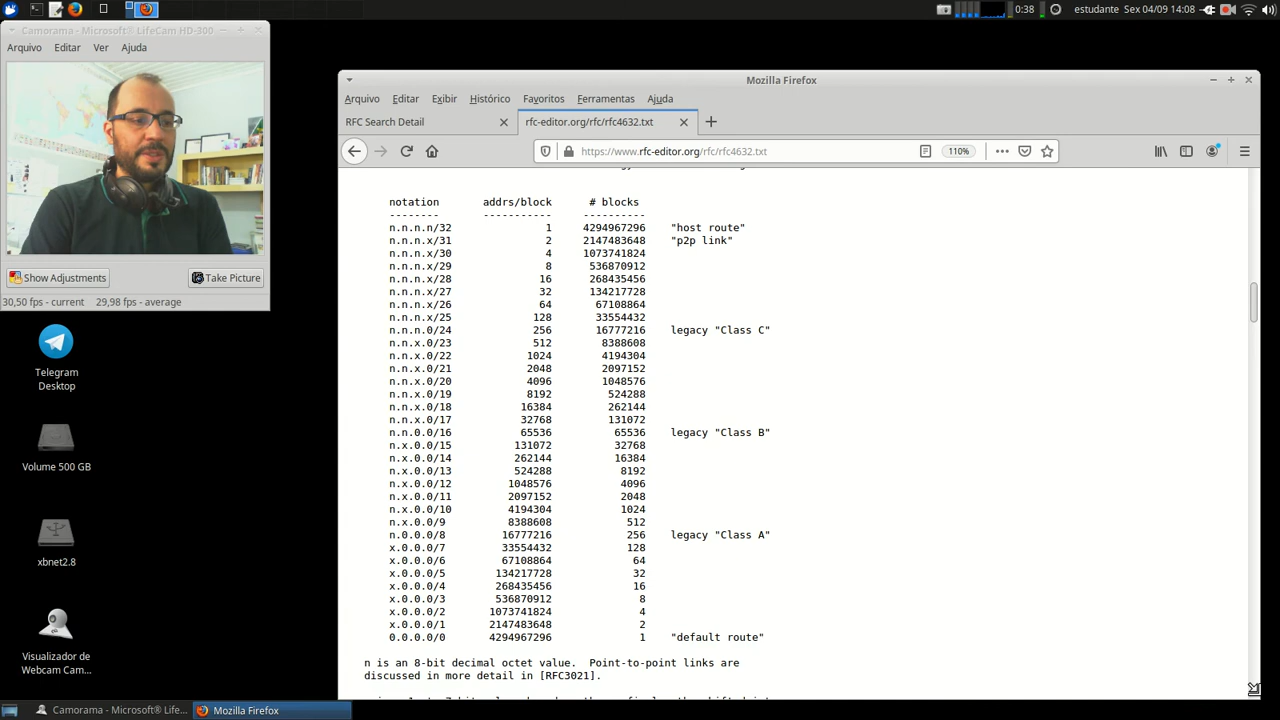 0:38 estudante Sex 04/09 14:08
Camorama - Microsoft® LifeCam HD-300
Arquivo Editar Ver Ajuda
Show Adjustments Take Picture
30,50 fps - current 29,98 fps - average
Telegram
Desktop
Volume 500 GB
xbnet2.8
Visualizador de
Webcam Cam...
Mozilla Firefox
Arquivo Editar Exibir Histórico Favoritos Ferramentas Ajuda
RFC Search Detail rfc-editor.org/rfc/rfc4632.txt
https://www.rfc-editor.org/rfc/rfc4632.txt 110%
notation addrs/block # blocks
-------- ----------- ----------
n.n.n.n/32 1 4294967296 "host route"
n.n.n.x/31 2 2147483648 "p2p link"
n.n.n.x/30 4 1073741824
n.n.n.x/29 8 536870912
n.n.n.x/28 16 268435456
n.n.n.x/27 32 134217728
n.n.n.x/26 64 67108864
n.n.n.x/25 128 33554432
n.n.n.0/24 256 16777216 legacy "Class C"
n.n.x.0/23 512 8388608
n.n.x.0/22 1024 4194304
n.n.x.0/21 2048 2097152
n.n.x.0/20 4096 1048576
n.n.x.0/19 8192 524288
n.n.x.0/18 16384 262144
n.n.x.0/17 32768 131072
n.n.0.0/16 65536 65536 legacy "Class B"
n.x.0.0/15 131072 32768
n.x.0.0/14 262144 16384
n.x.0.0/13 524288 8192
n.x.0.0/12 1048576 4096
n.x.0.0/11 2097152 2048
n.x.0.0/10 4194304 1024
n.x.0.0/9 8388608 512
n.0.0.0/8 16777216 256 legacy "Class A"
x.0.0.0/7 33554432 128
x.0.0.0/6 67108864 64
x.0.0.0/5 134217728 32
x.0.0.0/4 268435456 16
x.0.0.0/3 536870912 8
x.0.0.0/2 1073741824 4
x.0.0.0/1 2147483648 2
0.0.0.0/0 4294967296 1 "default route"
n is an 8-bit decimal octet value. Point-to-point links are
discussed in more detail in [RFC3021].
Camorama - Microsoft® Life... Mozilla Firefox